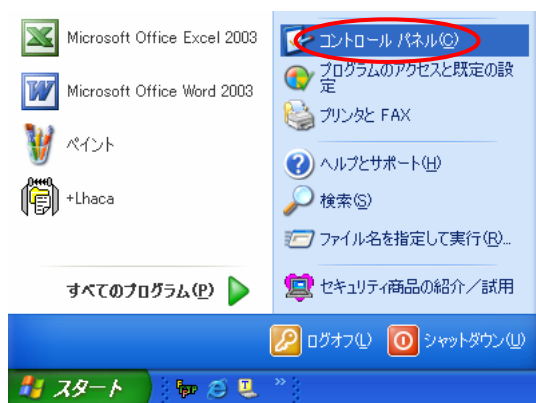 Microsoft Office Excel 2003
Microsoft Office Word 2003
ペイント
+Lhaca
すべてのプログラム(P)
コントロール パネル(C)
プログラムのアクセスと既定の設
定
プリンタと FAX
ヘルプとサポート(H)
検索(S)
ファイル名を指定して実行(R)...
セキュリティ商品の紹介/試用
ログオフ(L)
シャットダウン(U)
スタート